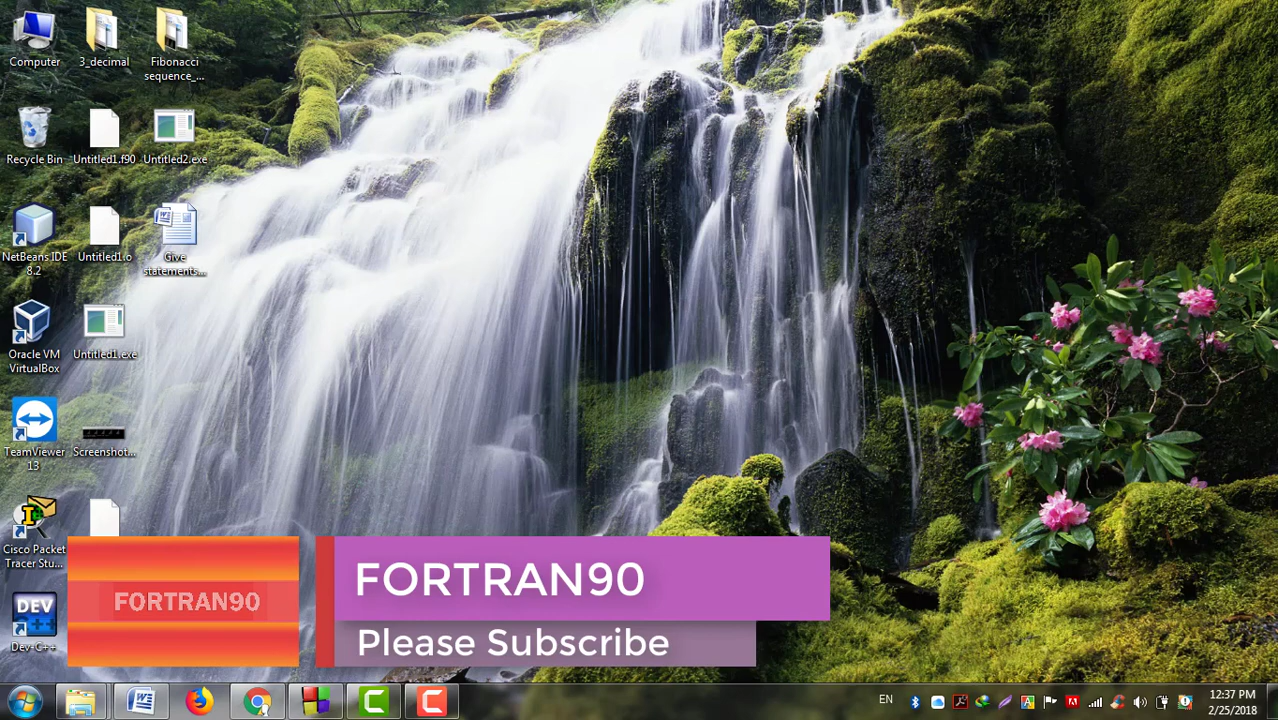 Computer
3_decimal
Fibonacci
sequence_...
Recycle Bin
Untitled1.f90
Untitled2.exe
NetBeans IDE
8.2
Untitled1.o
Give
statements...
Oracle VM
VirtualBox
Untitled1.exe
TeamViewer
13
Screenshot...
Cisco Packet
Tracer Stu...
DEV
C++
Dev-C++
FORTRAN90
FORTRAN90
Please Subscribe
EN
12:37 PM
2/25/2018